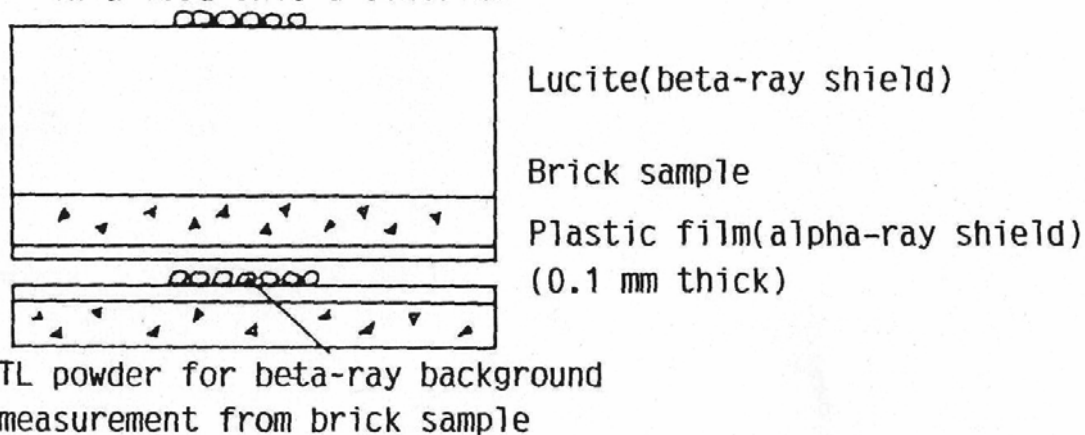 Lucite(beta-ray shield)
Brick sample
Plastic film(alpha-ray shield)
(0.1 mm thick)
TL powder for beta-ray background
measurement from brick sample